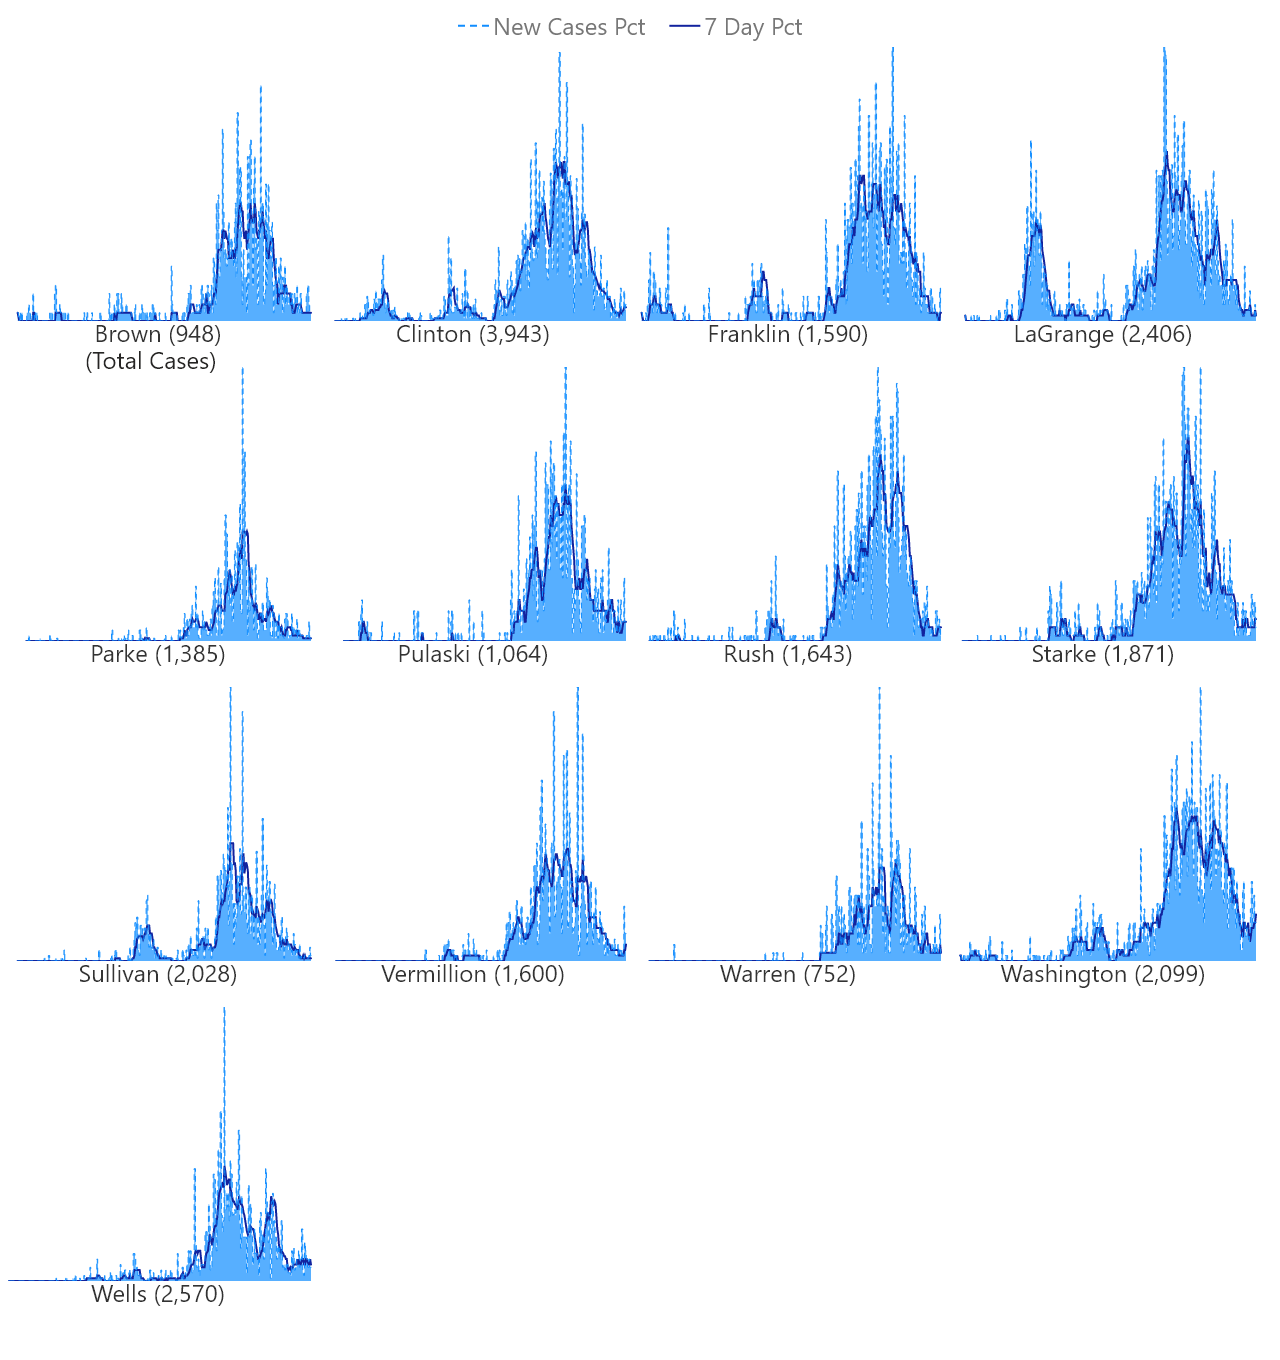 New Cases Pct 7 Day Pct
Brown (948) Clinton (3,943) Franklin (1,590) LaGrange (2,406)
(Total Cases)
Parke (1,385) Pulaski (1,064) Rush (1,643) Starke (1,871)
Sullivan (2,028) Vermillion (1,600) Warren (752) Washington (2,099)
Wells (2,570)